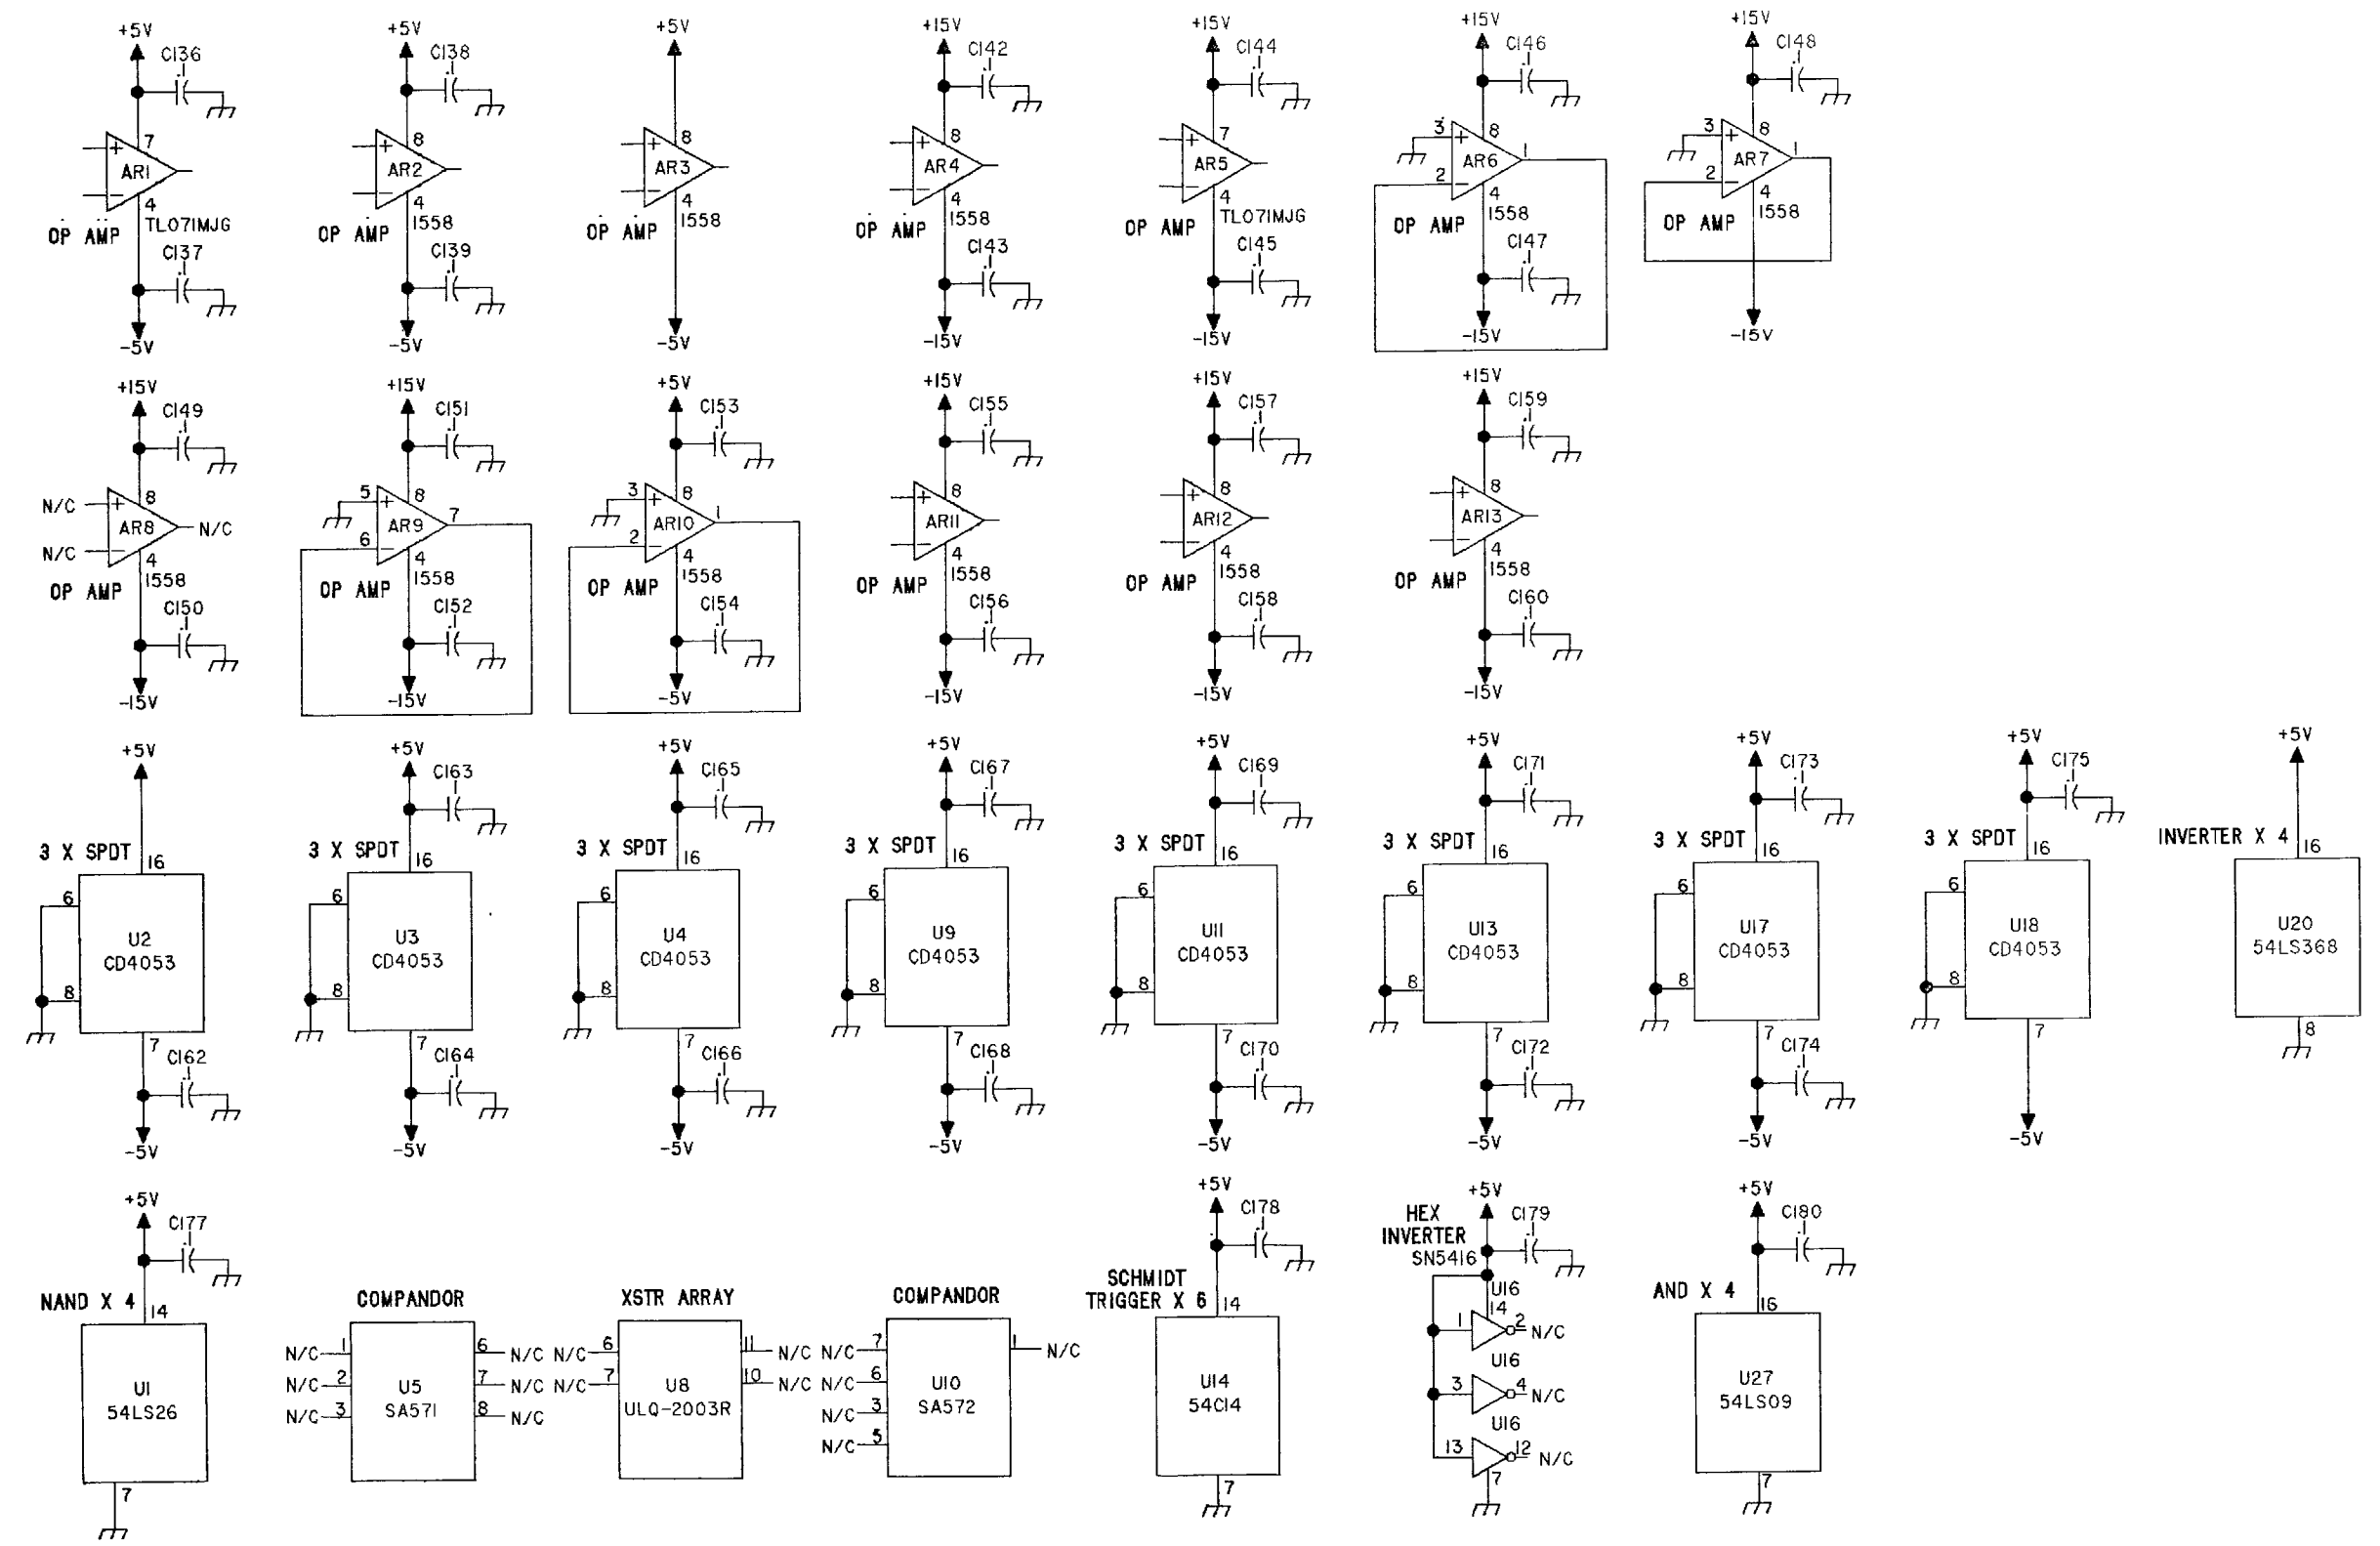 +5V
C136
7
+
AR1
−
4
TL071MJG
OP AMP
C137
−5V
+5V
C138
8
+
AR2
−
4
1558
OP AMP
C139
−5V
+5V
8
+
AR3
−
4
1558
OP AMP
−5V
+15V
C142
8
+
AR4
−
4
1558
OP AMP
C143
−15V
+15V
C144
7
+
AR5
−
4
TL071MJG
OP AMP
C145
−15V
+15V
C146
3
8
+
1
AR6
2
−
4
1558
OP AMP
C147
−15V
+15V
C148
3
8
+
1
AR7
2
−
4
1558
OP AMP
−15V
+15V
C149
8
N/C
+
AR8
N/C
N/C
−
4
1558
OP AMP
C150
−15V
+15V
C151
5
8
+
7
AR9
6
−
4
1558
OP AMP
C152
−15V
+5V
C153
3
8
+
1
AR10
2
−
4
1558
OP AMP
C154
−5V
+15V
C155
8
+
AR11
−
4
1558
OP AMP
C156
−15V
+15V
C157
8
+
AR12
−
4
1558
OP AMP
C158
−15V
+15V
C159
8
+
AR13
−
4
1558
OP AMP
C160
−15V
+5V
3 X SPDT
16
6
U2
CD4053
8
7
C162
−5V
+5V
C163
3 X SPDT
16
6
U3
CD4053
8
7
C164
−5V
+5V
C165
3 X SPDT
16
6
U4
CD4053
8
7
C166
−5V
+5V
C167
3 X SPDT
16
6
U9
CD4053
8
7
C168
−5V
+5V
C169
3 X SPDT
16
6
U11
CD4053
8
7
C170
−5V
+5V
C171
3 X SPDT
16
6
U13
CD4053
8
7
C172
−5V
+5V
C173
3 X SPDT
16
6
U17
CD4053
8
7
C174
−5V
+5V
C175
3 X SPDT
16
6
U18
CD4053
8
7
−5V
+5V
INVERTER X 4
16
U20
54LS368
8
+5V
C177
NAND X 4
14
U1
54LS26
7
COMPANDOR
N/C 1
6 N/C
N/C 2
7 N/C
U5
SA571
N/C 3
8 N/C
XSTR ARRAY
N/C 6
11 N/C
N/C 7
10 N/C
U8
ULQ-2003R
COMPANDOR
N/C 7
1 N/C
N/C 6
U10
SA572
N/C 3
N/C 5
+5V
C178
SCHMIDT
TRIGGER X 6
14
U14
54C14
7
+5V
HEX
C179
INVERTER
SN5416
U16
14
1
2
N/C
U16
3
4
N/C
U16
13
12
N/C
7
+5V
C180
AND X 4
16
U27
54LS09
7